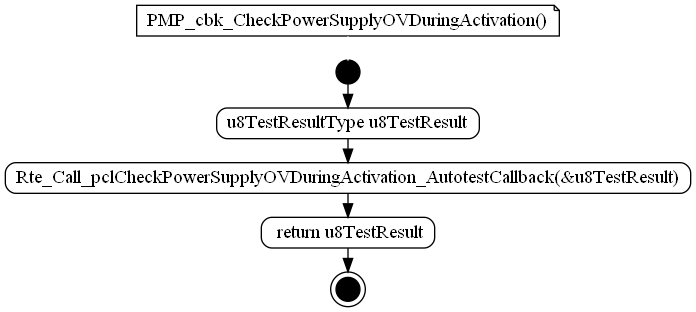 PMP_cbk_CheckPowerSupplyOVDuringActivation()
u8TestResultType u8TestResult
Rte_Call_pclCheckPowerSupplyOVDuringActivation_AutotestCallback(&u8TestResult)
return u8TestResult